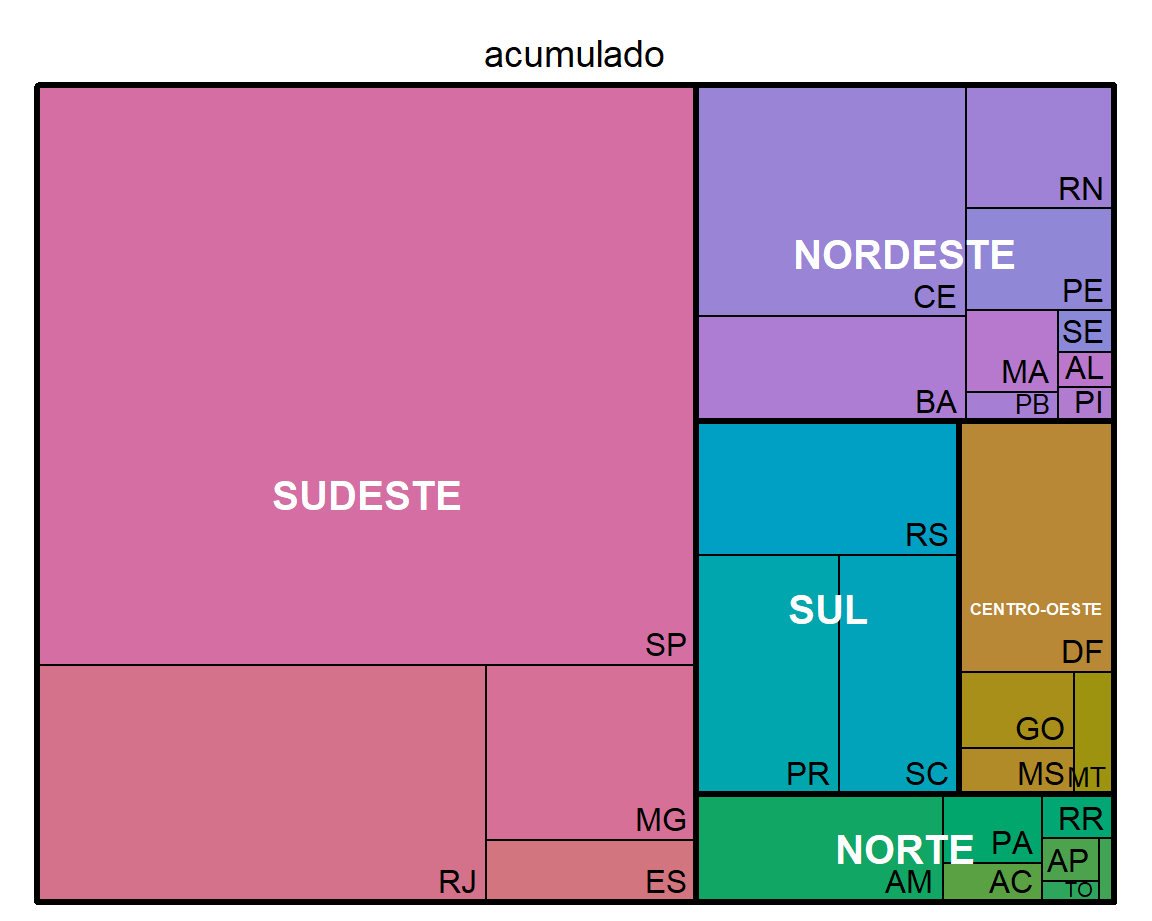 acumulado
SUDESTE
SP
RJ
MG
ES
NORDESTE
CE
RN
PE
BA
MA
SE
AL
PB
PI
SUL
RS
PR
SC
CENTRO-OESTE
DF
GO
MS
MT
NORTE
AM
PA
AC
RR
AP
TO